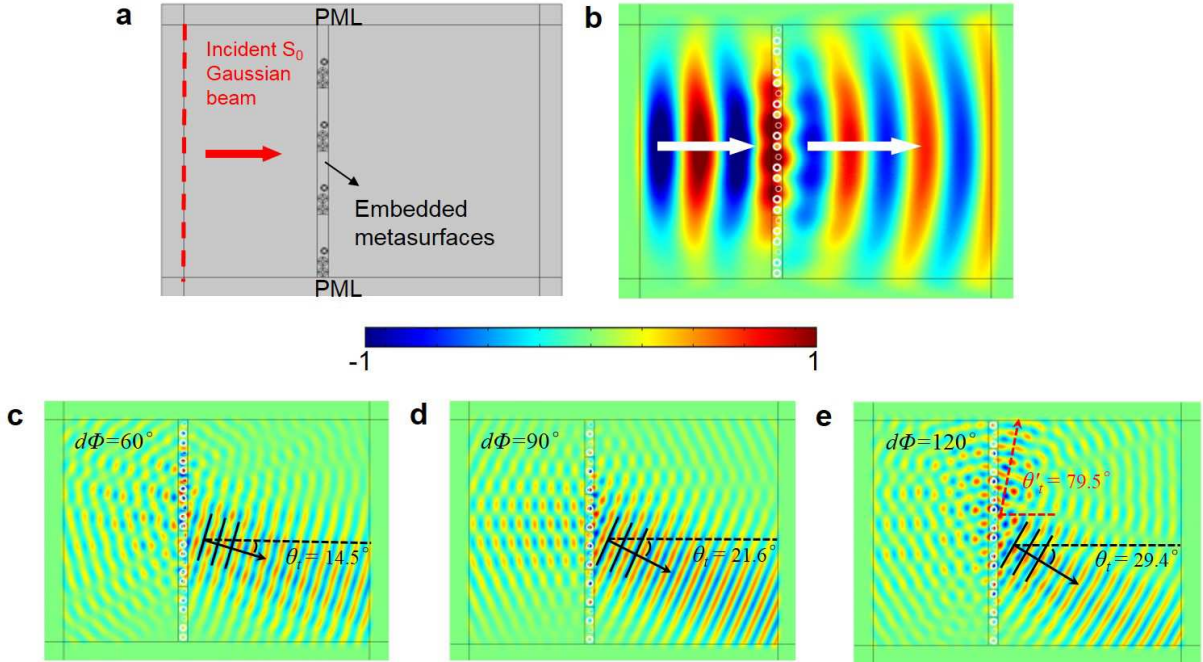 a
PML
Incident S₀
Gaussian
beam
Embedded
metasurfaces
PML
b
-1
1
c
dΦ=60°
θₜ = 14.5°
d
dΦ=90°
θₜ = 21.6°
e
dΦ=120°
θ'ₜ = 79.5°
θₜ = 29.4°